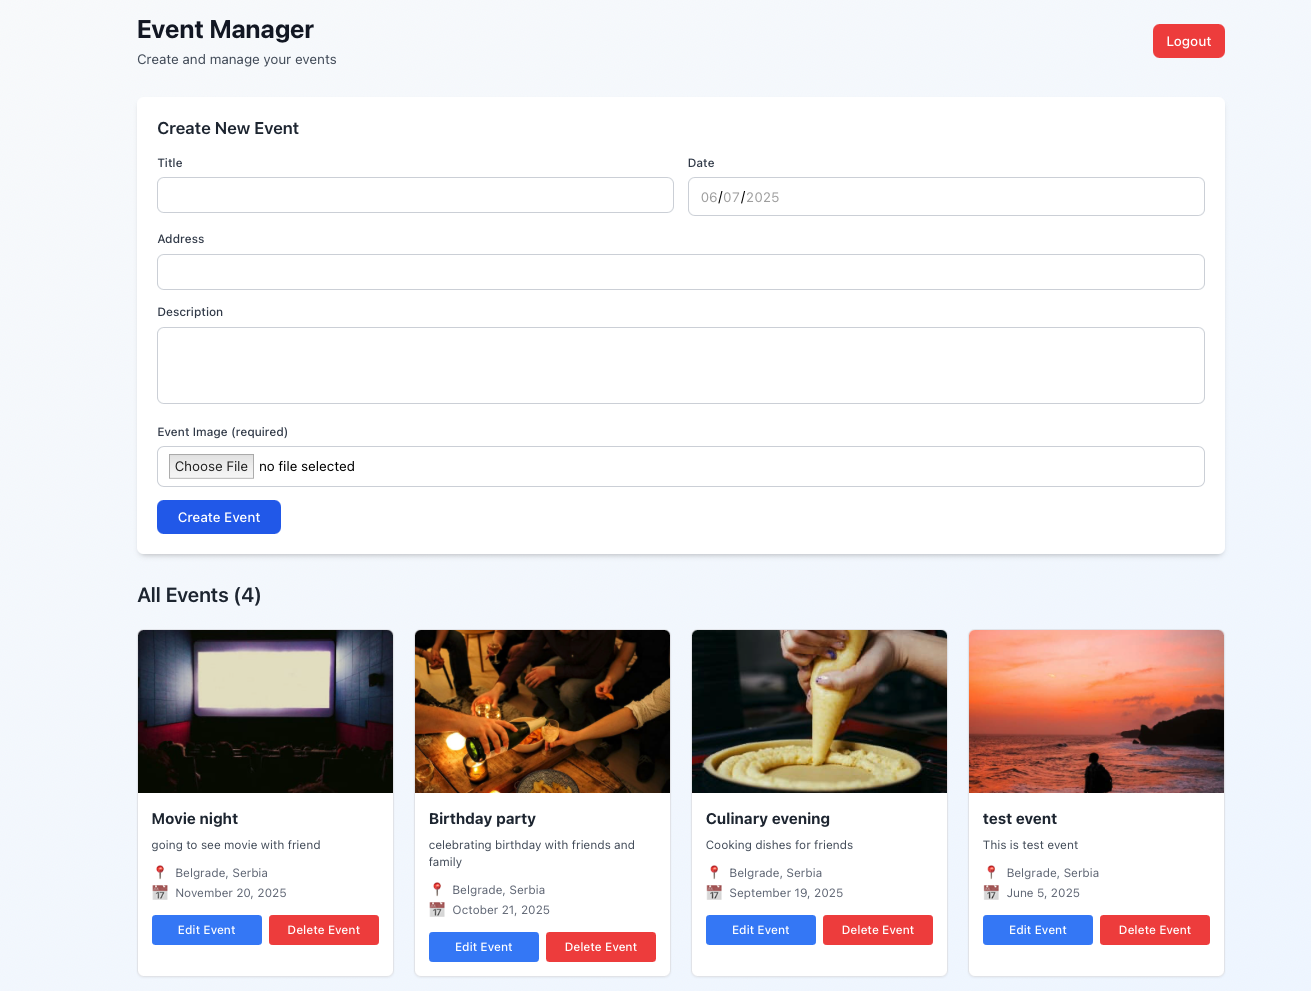 Event Manager
Create and manage your events
Logout
Create New Event
Title
Date
06/07/2025
Address
Description
Event Image (required)
Choose File no file selected
Create Event
All Events (4)
Movie night
going to see movie with friend
📍 Belgrade, Serbia
📅 November 20, 2025
Edit Event
Delete Event
Birthday party
celebrating birthday with friends and
family
📍 Belgrade, Serbia
📅 October 21, 2025
Edit Event
Delete Event
Culinary evening
Cooking dishes for friends
📍 Belgrade, Serbia
📅 September 19, 2025
Edit Event
Delete Event
test event
This is test event
📍 Belgrade, Serbia
📅 June 5, 2025
Edit Event
Delete Event